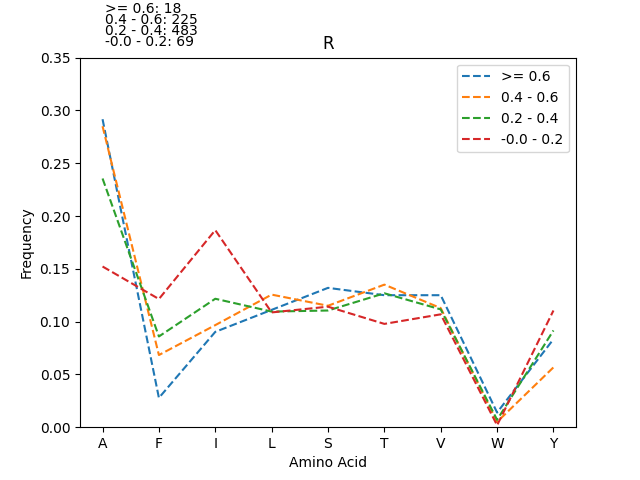 >= 0.6: 18
0.4 - 0.6: 225
0.2 - 0.4: 483
-0.0 - 0.2: 69
R
0.35
0.30
0.25
0.20
0.15
0.10
0.05
0.00
Frequency
>= 0.6
0.4 - 0.6
0.2 - 0.4
-0.0 - 0.2
A F I L S T V W Y
Amino Acid